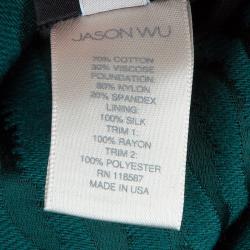 JASON WU
70% COTTON
30% VISCOSE
FOUNDATION:
80% NYLON
20% SPANDEX
LINING:
100% SILK
TRIM 1:
100% RAYON
TRIM 2:
100% POLYESTER
RN 118587
MADE IN USA